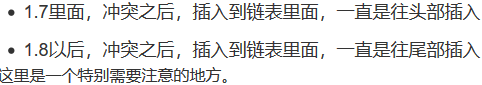 • 1.7里面，冲突之后，插入到链表里面，一直是往头部插入
• 1.8以后，冲突之后，插入到链表里面，一直是往尾部插入
这里是一个特别需要注意的地方。